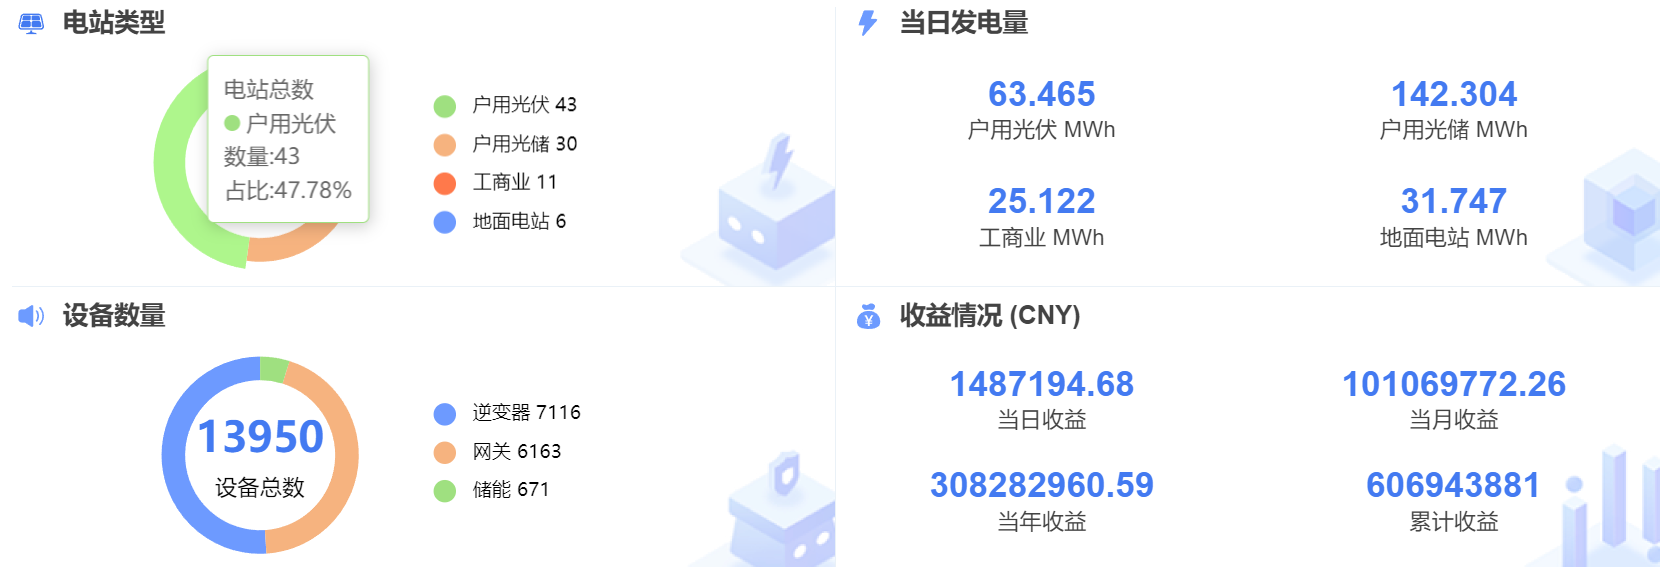 电站类型
电站总数
户用光伏
数量:43
占比:47.78%
户用光伏 43
户用光储 30
工商业 11
地面电站 6
当日发电量
63.465
户用光伏 MWh
142.304
户用光储 MWh
25.122
工商业 MWh
31.747
地面电站 MWh
设备数量
13950
设备总数
逆变器 7116
网关 6163
储能 671
收益情况 (CNY)
1487194.68
当日收益
101069772.26
当月收益
308282960.59
当年收益
606943881
累计收益